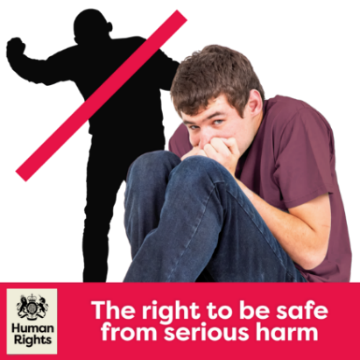 Human
Rights
The right to be safe
from serious harm